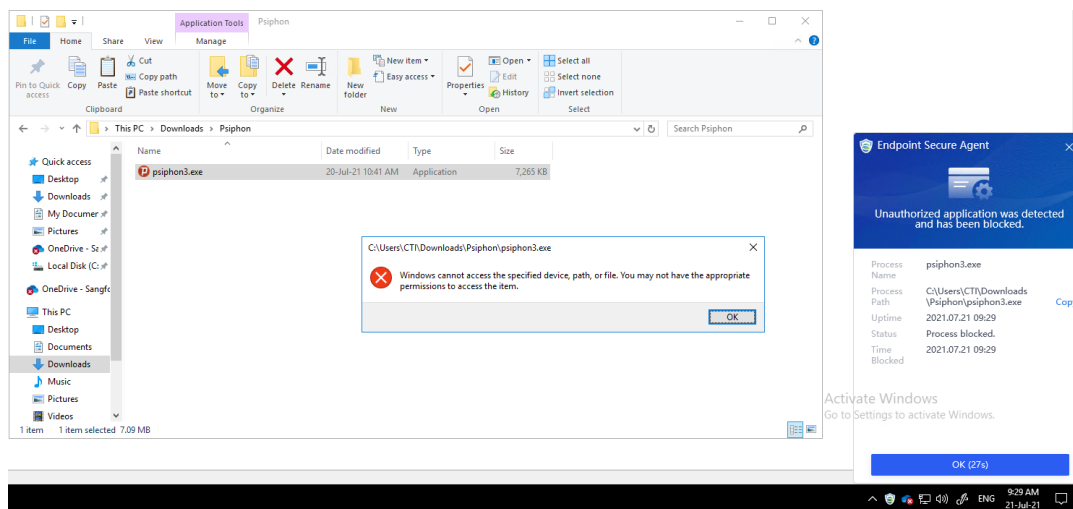 Application Tools Psiphon
File Home Share View Manage
Pin to Quick access
Copy
Paste
Cut
Copy path
Paste shortcut
Clipboard
Move to
Copy to
Delete
Rename
Organize
New folder
New item
Easy access
New
Properties
Open
Edit
History
Open
Select all
Select none
Invert selection
Select
This PC > Downloads > Psiphon
Search Psiphon
Name Date modified Type Size
psiphon3.exe 20-Jul-21 10:41 AM Application 7,265 KB
Quick access
Desktop
Downloads
My Documer
Pictures
OneDrive - Sa
Local Disk (C:
OneDrive - Sangfo
This PC
Desktop
Documents
Downloads
Music
Pictures
Videos
1 item 1 item selected 7.09 MB
C:\Users\CTI\Downloads\Psiphon\psiphon3.exe
Windows cannot access the specified device, path, or file. You may not have the appropriate
permissions to access the item.
OK
Endpoint Secure Agent
Unauthorized application was detected
and has been blocked.
Process Name
psiphon3.exe
Process Path
C:\Users\CTI\Downloads
\Psiphon\psiphon3.exe
Cop
Uptime 2021.07.21 09:29
Status Process blocked.
Time Blocked
2021.07.21 09:29
Activate Windows
Go to Settings to activate Windows.
OK (27s)
ENG
9:29 AM
21-Jul-21